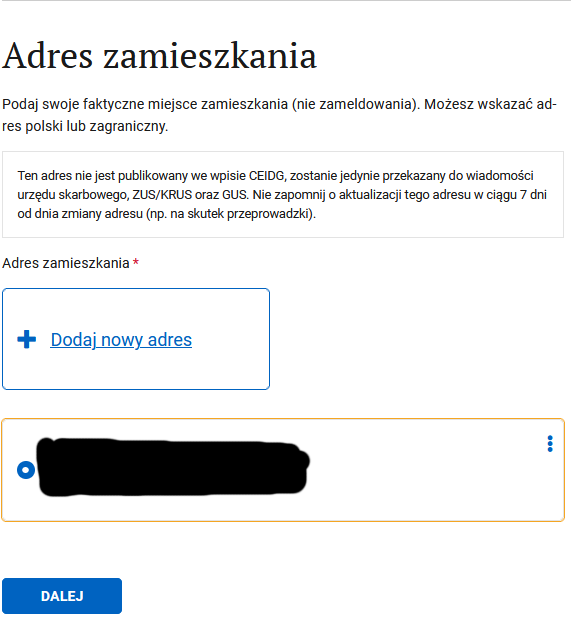 Adres zamieszkania
Podaj swoje faktyczne miejsce zamieszkania (nie zameldowania). Możesz wskazać ad-
res polski lub zagraniczny.
Ten adres nie jest publikowany we wpisie CEIDG, zostanie jedynie przekazany do wiadomości
urzędu skarbowego, ZUS/KRUS oraz GUS. Nie zapomnij o aktualizacji tego adresu w ciągu 7 dni
od dnia zmiany adresu (np. na skutek przeprowadzki).
Adres zamieszkania *
Dodaj nowy adres
DALEJ